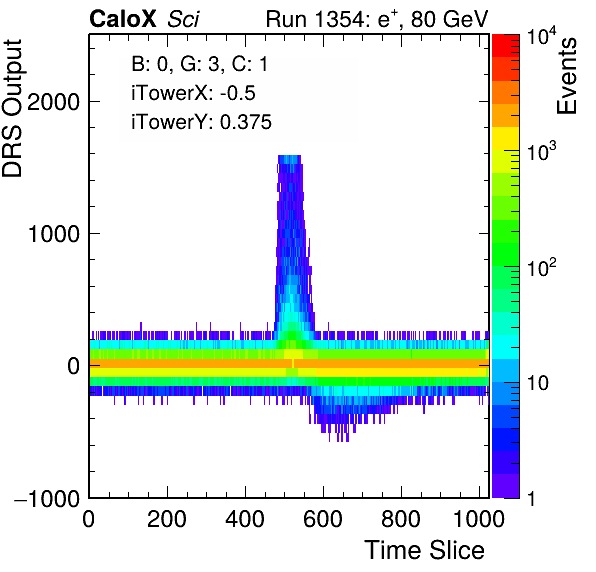 CaloX Sci Run 1354: e⁺, 80 GeV
B: 0, G: 3, C: 1
iTowerX: -0.5
iTowerY: 0.375
DRS Output
2000
1000
0
−1000
0 200 400 600 800 1000
Time Slice
Events
10⁴
10³
10²
10
1